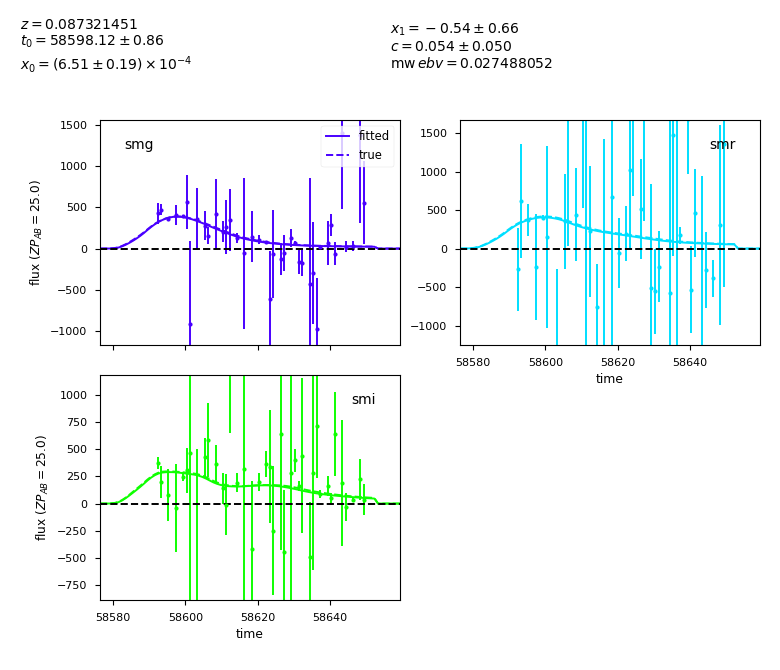 z = 0.087321451
t0 = 58598.12 ± 0.86
x0 = (6.51 ± 0.19) × 10^−4
x1 = −0.54 ± 0.66
c = 0.054 ± 0.050
mw ebv = 0.027488052
smg
fitted
true
1500
1000
500
0
−500
−1000
flux (ZP_AB = 25.0)
smr
1500
1000
500
0
−500
−1000
58580 58600 58620 58640
time
smi
1000
750
500
250
0
−250
−500
−750
flux (ZP_AB = 25.0)
58580 58600 58620 58640
time